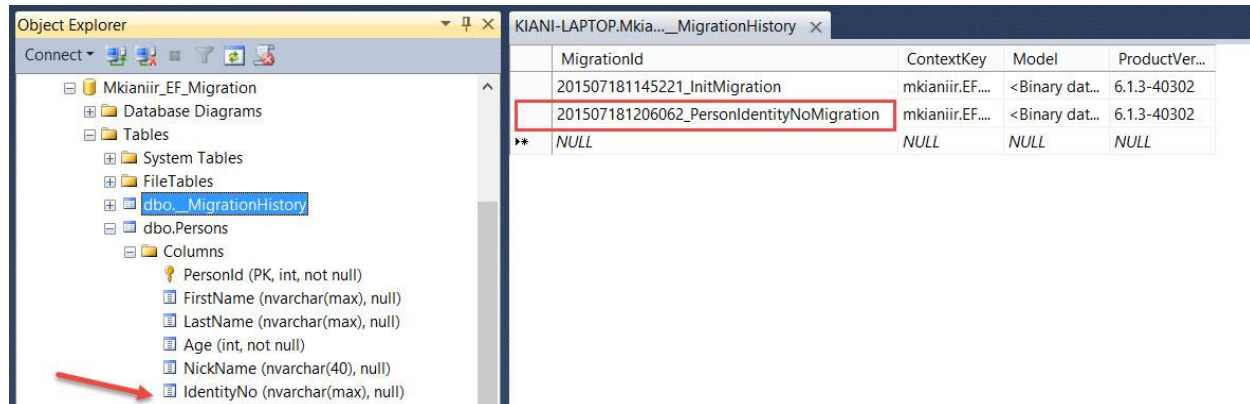 Object Explorer
Connect
Mkianiir_EF_Migration
Database Diagrams
Tables
System Tables
FileTables
dbo.__MigrationHistory
dbo.Persons
Columns
PersonId (PK, int, not null)
FirstName (nvarchar(max), null)
LastName (nvarchar(max), null)
Age (int, not null)
NickName (nvarchar(40), null)
IdentityNo (nvarchar(max), null)
KIANI-LAPTOP.Mkia...__MigrationHistory
MigrationId ContextKey Model ProductVer...
201507181145221_InitMigration mkianiir.EF.... <Binary dat... 6.1.3-40302
201507181206062_PersonIdentityNoMigration mkianiir.EF.... <Binary dat... 6.1.3-40302
NULL NULL NULL NULL